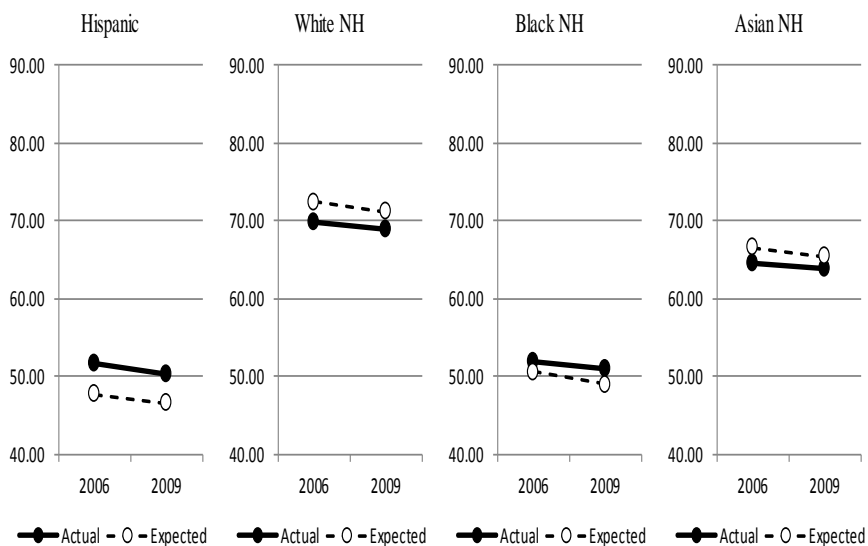 Hispanic White NH Black NH Asian NH
90.00 90.00 90.00 90.00
80.00 80.00 80.00 80.00
70.00 70.00 70.00 70.00
60.00 60.00 60.00 60.00
50.00 50.00 50.00 50.00
40.00 40.00 40.00 40.00
2006 2009 2006 2009 2006 2009 2006 2009
Actual Expected Actual Expected Actual Expected Actual Expected